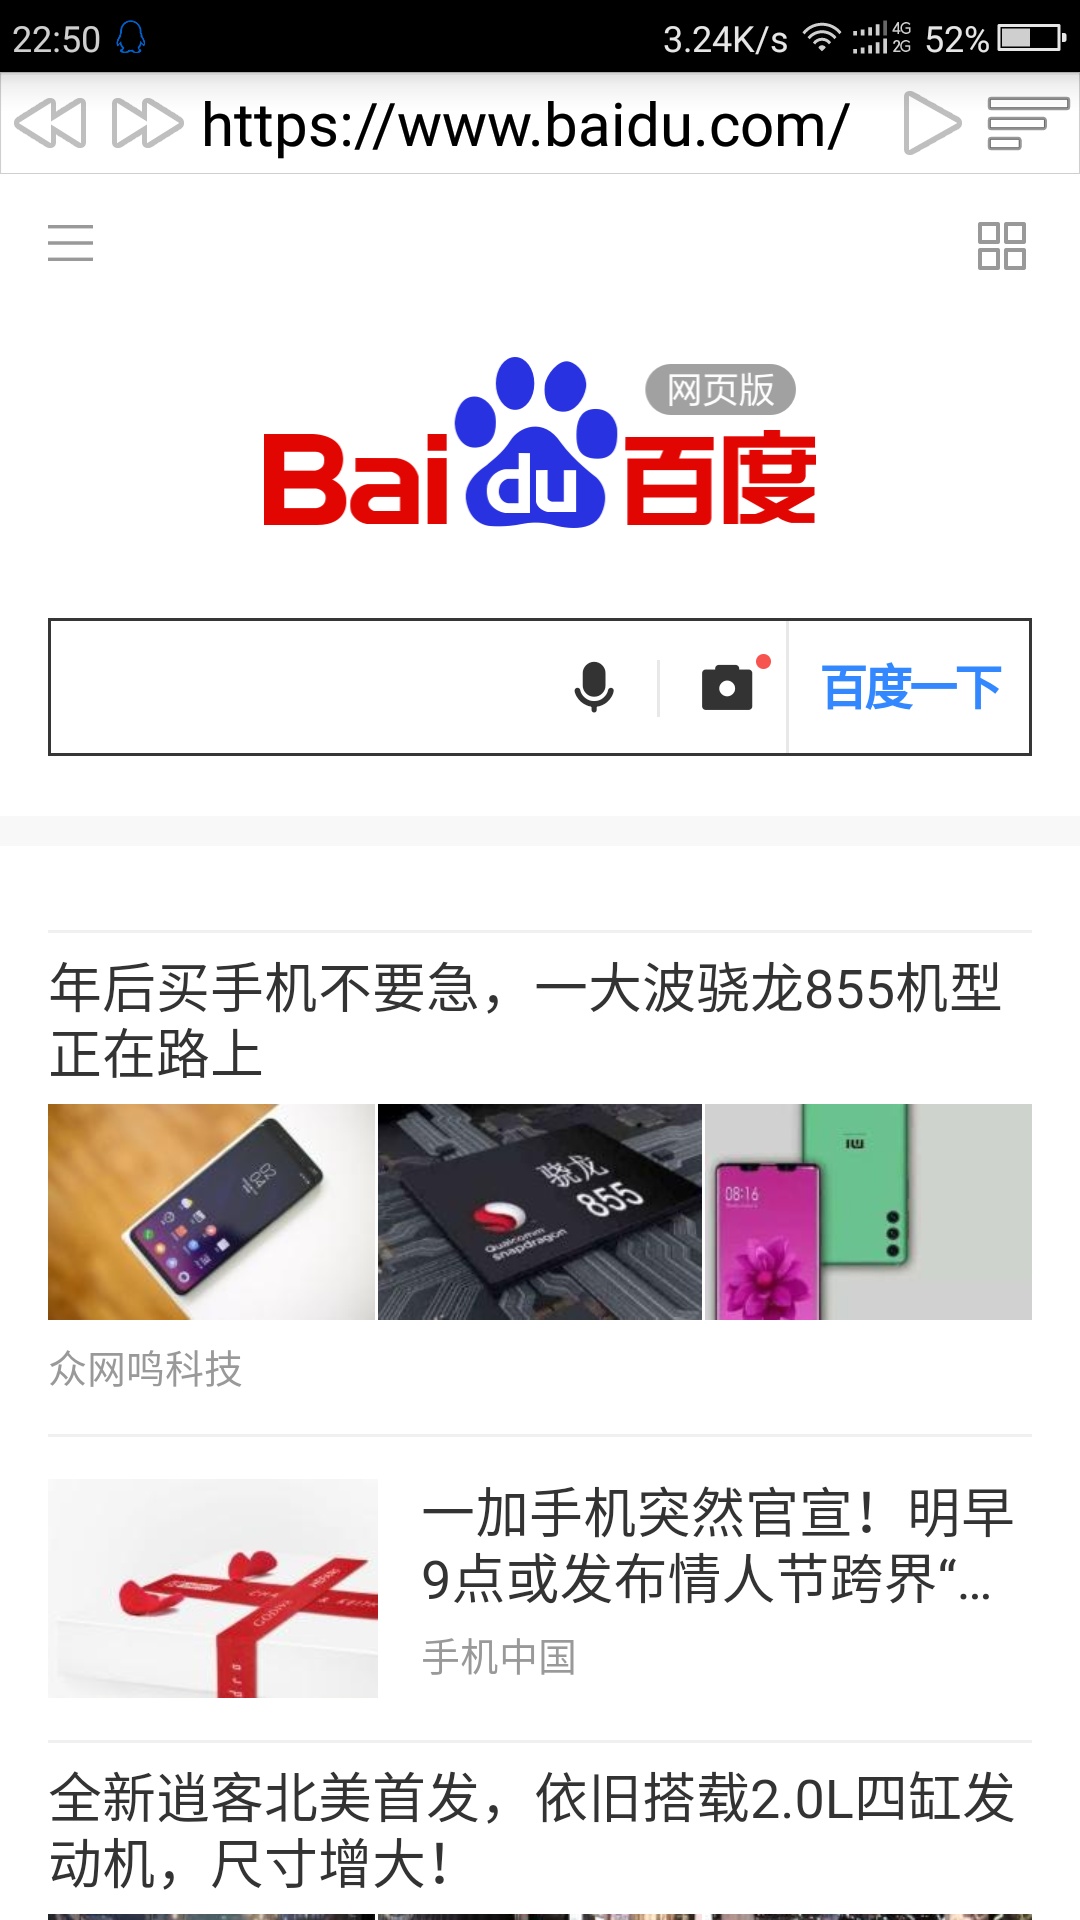 22:50
3.24K/s 4G 2G 52%
https://www.baidu.com/
网页版
Bai du 百度
百度一下
年后买手机不要急，一大波骁龙855机型
正在路上
骁龙
855
Qualcomm
snapdragon
08:16
众网鸣科技
一加手机突然官宣！明早
9点或发布情人节跨界“...
GODIVA
手机中国
全新逍客北美首发，依旧搭载2.0L四缸发
动机，尺寸增大！